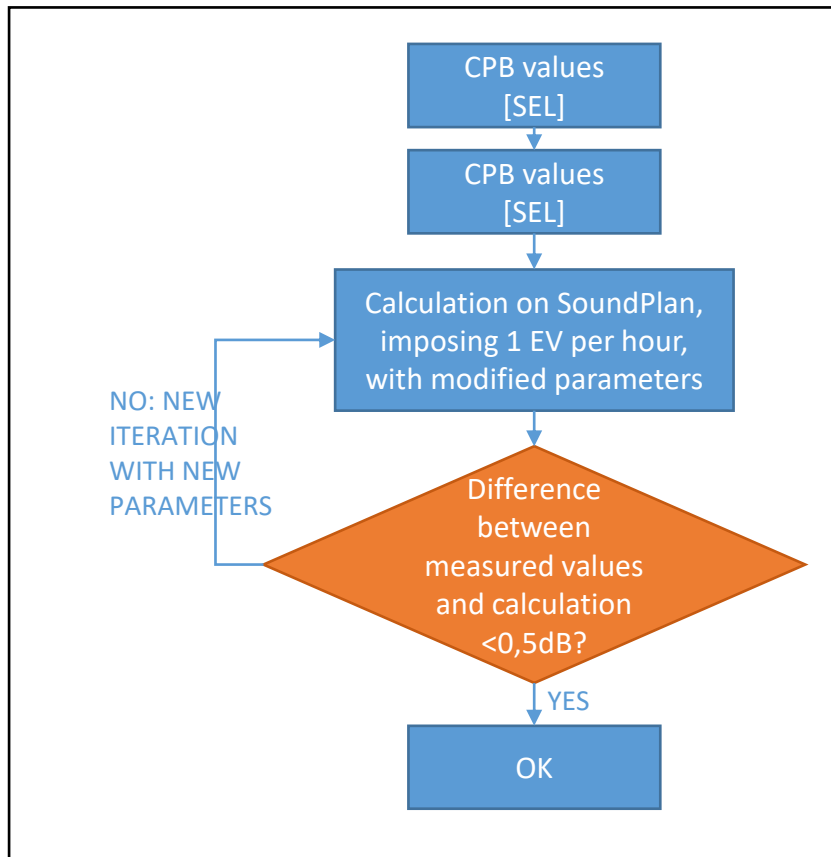 CPB values
[SEL]
CPB values
[SEL]
Calculation on SoundPlan,
imposing 1 EV per hour,
with modified parameters
NO: NEW
ITERATION
WITH NEW
PARAMETERS
Difference
between
measured values
and calculation
<0,5dB?
YES
OK